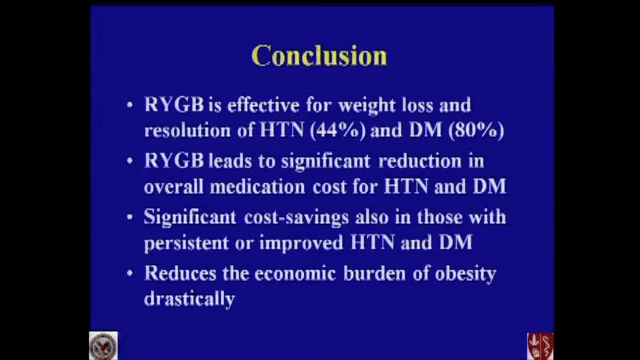 Conclusion
• RYGB is effective for weight loss and
resolution of HTN (44%) and DM (80%)
• RYGB leads to significant reduction in
overall medication cost for HTN and DM
• Significant cost-savings also in those with
persistent or improved HTN and DM
• Reduces the economic burden of obesity
drastically